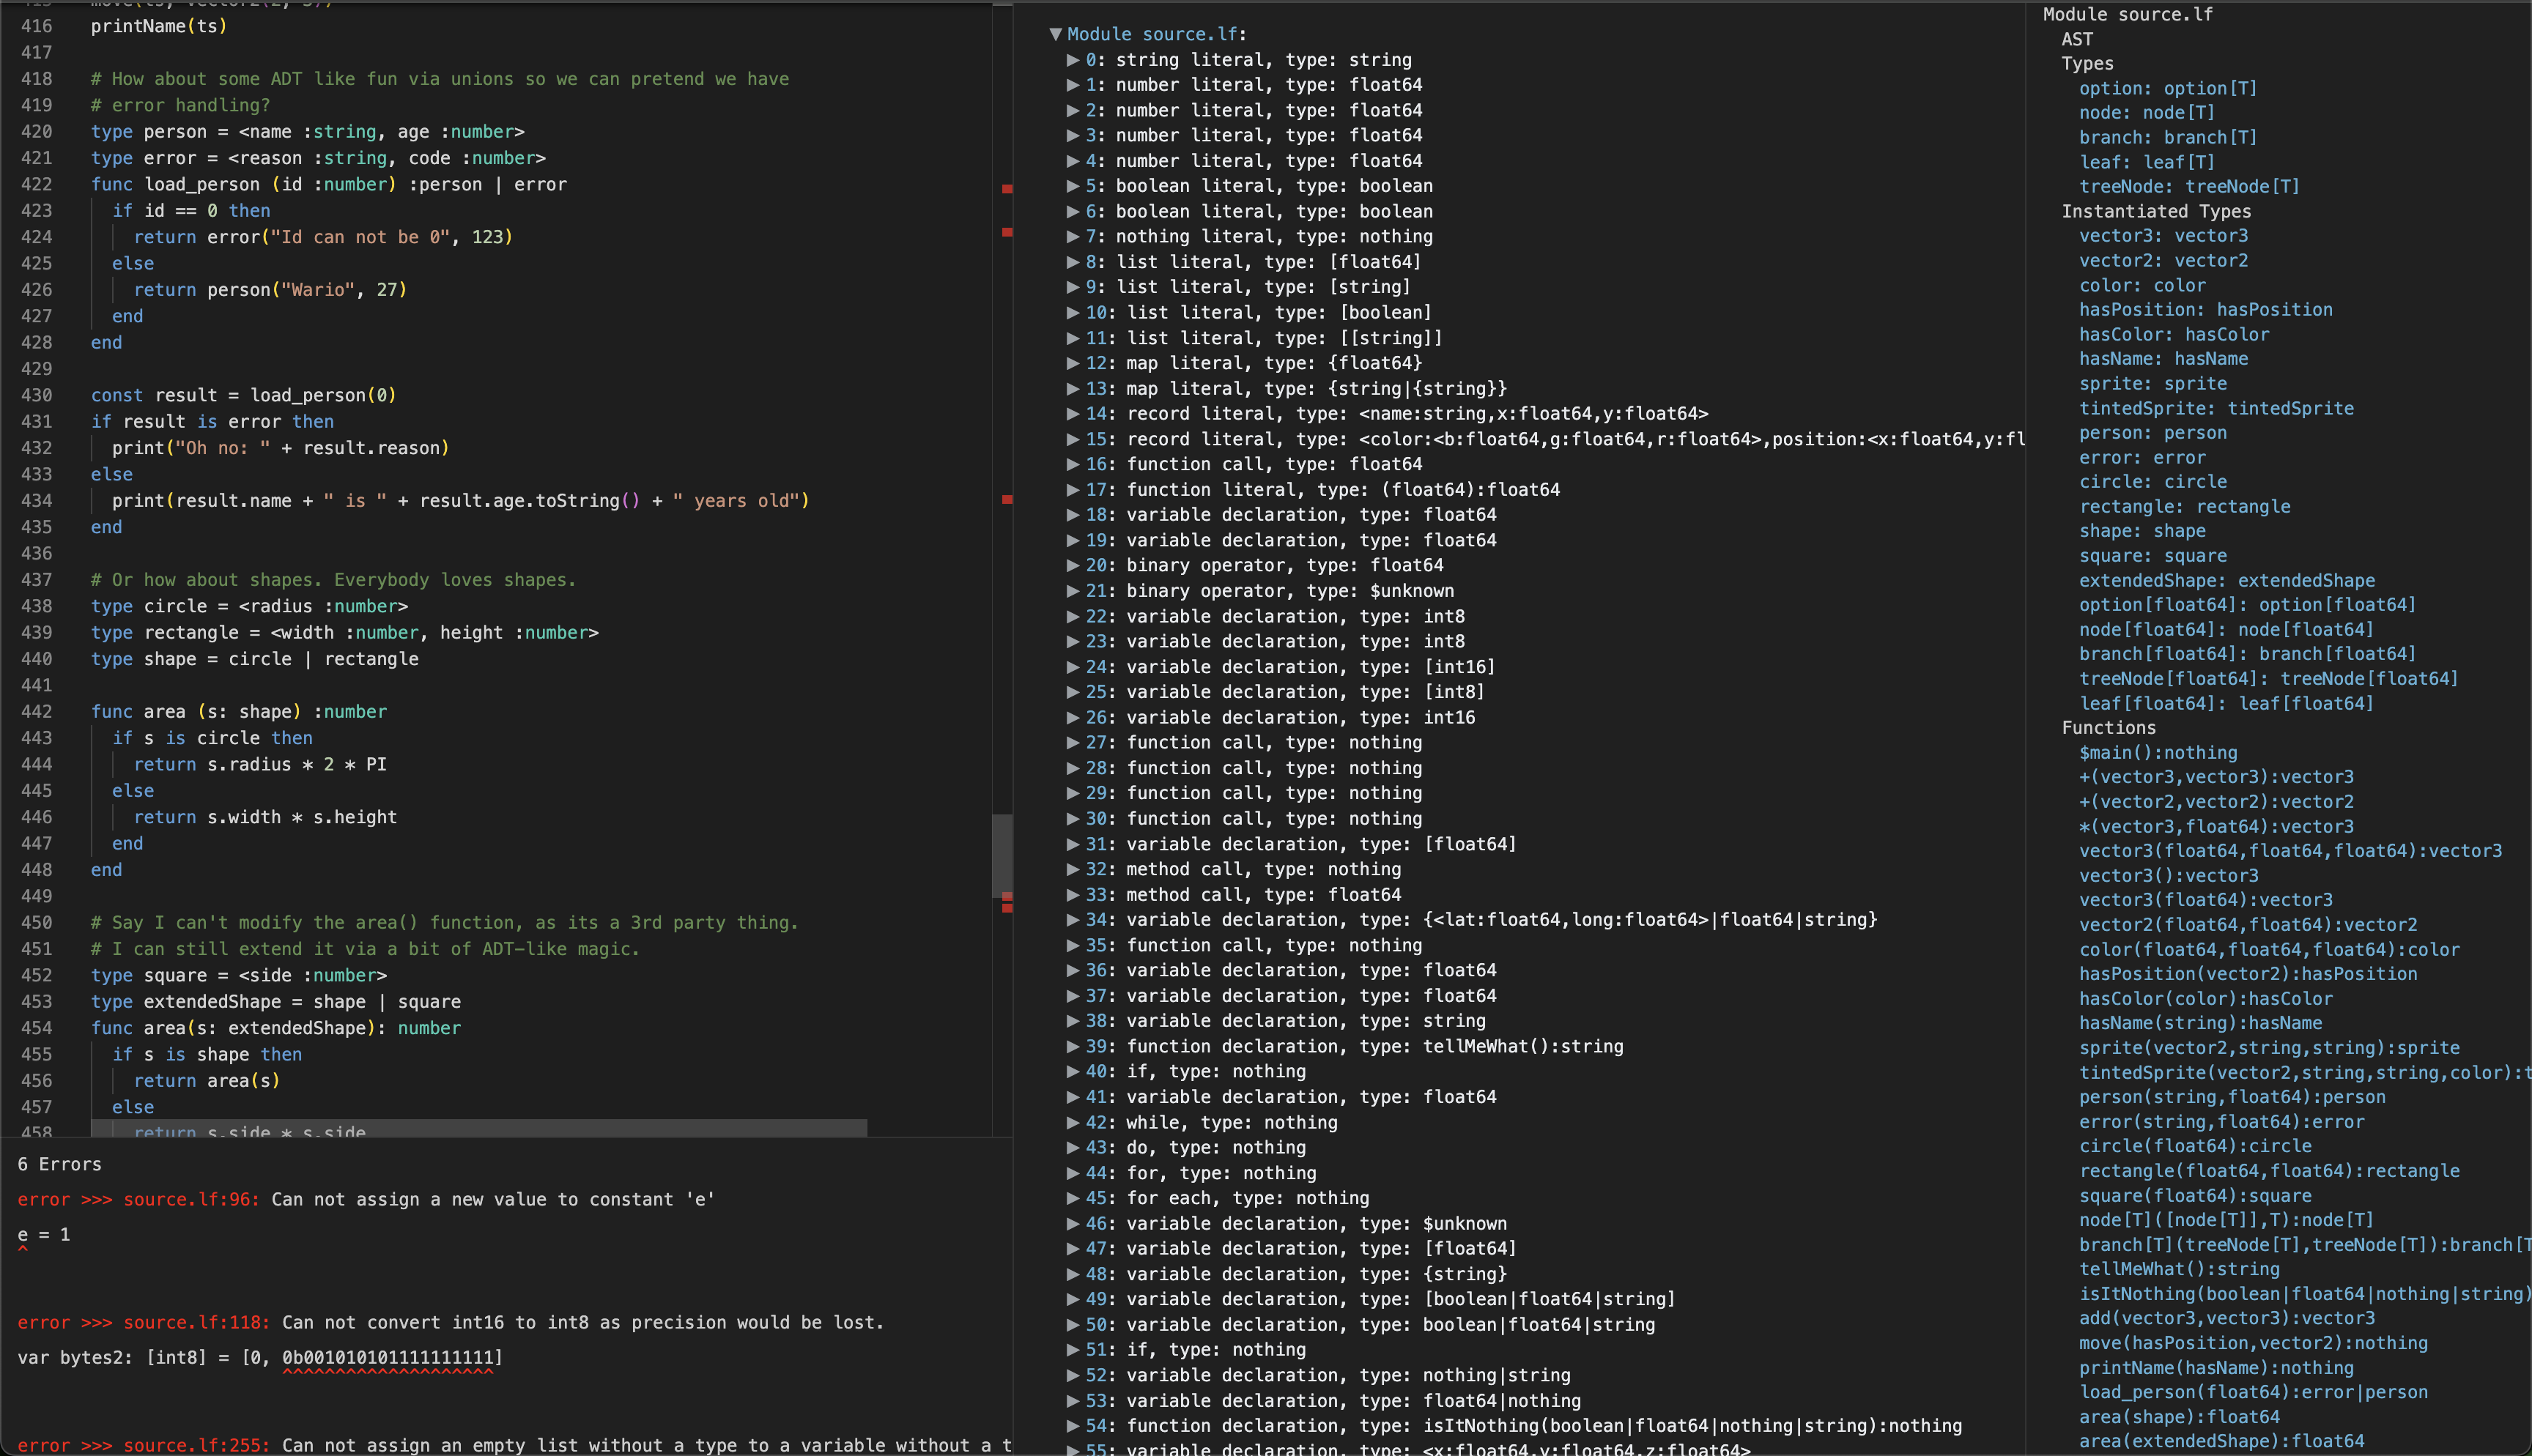 415 move(ts, vector2(2, 3))
416 printName(ts)
417
418 # How about some ADT like fun via unions so we can pretend we have
419 # error handling?
420 type person = <name :string, age :number>
421 type error = <reason :string, code :number>
422 func load_person (id :number) :person | error
423 if id == 0 then
424 return error("Id can not be 0", 123)
425 else
426 return person("Wario", 27)
427 end
428 end
429
430 const result = load_person(0)
431 if result is error then
432 print("Oh no: " + result.reason)
433 else
434 print(result.name + " is " + result.age.toString() + " years old")
435 end
436
437 # Or how about shapes. Everybody loves shapes.
438 type circle = <radius :number>
439 type rectangle = <width :number, height :number>
440 type shape = circle | rectangle
441
442 func area (s: shape) :number
443 if s is circle then
444 return s.radius * 2 * PI
445 else
446 return s.width * s.height
447 end
448 end
449
450 # Say I can't modify the area() function, as its a 3rd party thing.
451 # I can still extend it via a bit of ADT-like magic.
452 type square = <side :number>
453 type extendedShape = shape | square
454 func area(s: extendedShape): number
455 if s is shape then
456 return area(s)
457 else
458 return s.side * s.side
6 Errors
error >>> source.lf:96: Can not assign a new value to constant 'e'
e = 1
^
error >>> source.lf:118: Can not convert int16 to int8 as precision would be lost.
var bytes2: [int8] = [0, 0b001010101111111111]
^^^^^^^^^^^^^^^^^^^^
error >>> source.lf:255: Can not assign an empty list without a type to a variable without a t
▼ Module source.lf:
▶ 0: string literal, type: string
▶ 1: number literal, type: float64
▶ 2: number literal, type: float64
▶ 3: number literal, type: float64
▶ 4: number literal, type: float64
▶ 5: boolean literal, type: boolean
▶ 6: boolean literal, type: boolean
▶ 7: nothing literal, type: nothing
▶ 8: list literal, type: [float64]
▶ 9: list literal, type: [string]
▶ 10: list literal, type: [boolean]
▶ 11: list literal, type: [[string]]
▶ 12: map literal, type: {float64}
▶ 13: map literal, type: {string|{string}}
▶ 14: record literal, type: <name:string,x:float64,y:float64>
▶ 15: record literal, type: <color:<b:float64,g:float64,r:float64>,position:<x:float64,y:fl
▶ 16: function call, type: float64
▶ 17: function literal, type: (float64):float64
▶ 18: variable declaration, type: float64
▶ 19: variable declaration, type: float64
▶ 20: binary operator, type: float64
▶ 21: binary operator, type: $unknown
▶ 22: variable declaration, type: int8
▶ 23: variable declaration, type: int8
▶ 24: variable declaration, type: [int16]
▶ 25: variable declaration, type: [int8]
▶ 26: variable declaration, type: int16
▶ 27: function call, type: nothing
▶ 28: function call, type: nothing
▶ 29: function call, type: nothing
▶ 30: function call, type: nothing
▶ 31: variable declaration, type: [float64]
▶ 32: method call, type: nothing
▶ 33: method call, type: float64
▶ 34: variable declaration, type: {<lat:float64,long:float64>|float64|string}
▶ 35: function call, type: nothing
▶ 36: variable declaration, type: float64
▶ 37: variable declaration, type: float64
▶ 38: variable declaration, type: string
▶ 39: function declaration, type: tellMeWhat():string
▶ 40: if, type: nothing
▶ 41: variable declaration, type: float64
▶ 42: while, type: nothing
▶ 43: do, type: nothing
▶ 44: for, type: nothing
▶ 45: for each, type: nothing
▶ 46: variable declaration, type: $unknown
▶ 47: variable declaration, type: [float64]
▶ 48: variable declaration, type: {string}
▶ 49: variable declaration, type: [boolean|float64|string]
▶ 50: variable declaration, type: boolean|float64|string
▶ 51: if, type: nothing
▶ 52: variable declaration, type: nothing|string
▶ 53: variable declaration, type: float64|nothing
▶ 54: function declaration, type: isItNothing(boolean|float64|nothing|string):nothing
▶ 55: variable declaration, type: <x:float64,y:float64,z:float64>
Module source.lf
AST
Types
option: option[T]
node: node[T]
branch: branch[T]
leaf: leaf[T]
treeNode: treeNode[T]
Instantiated Types
vector3: vector3
vector2: vector2
color: color
hasPosition: hasPosition
hasColor: hasColor
hasName: hasName
sprite: sprite
tintedSprite: tintedSprite
person: person
error: error
circle: circle
rectangle: rectangle
shape: shape
square: square
extendedShape: extendedShape
option[float64]: option[float64]
node[float64]: node[float64]
branch[float64]: branch[float64]
treeNode[float64]: treeNode[float64]
leaf[float64]: leaf[float64]
Functions
$main():nothing
+(vector3,vector3):vector3
+(vector2,vector2):vector2
*(vector3,float64):vector3
vector3(float64,float64,float64):vector3
vector3():vector3
vector3(float64):vector3
vector2(float64,float64):vector2
color(float64,float64,float64):color
hasPosition(vector2):hasPosition
hasColor(color):hasColor
hasName(string):hasName
sprite(vector2,string,string):sprite
tintedSprite(vector2,string,string,color):t
person(string,float64):person
error(string,float64):error
circle(float64):circle
rectangle(float64,float64):rectangle
square(float64):square
node[T]([node[T]],T):node[T]
branch[T](treeNode[T],treeNode[T]):branch[T
tellMeWhat():string
isItNothing(boolean|float64|nothing|string)
add(vector3,vector3):vector3
move(hasPosition,vector2):nothing
printName(hasName):nothing
load_person(float64):error|person
area(shape):float64
area(extendedShape):float64